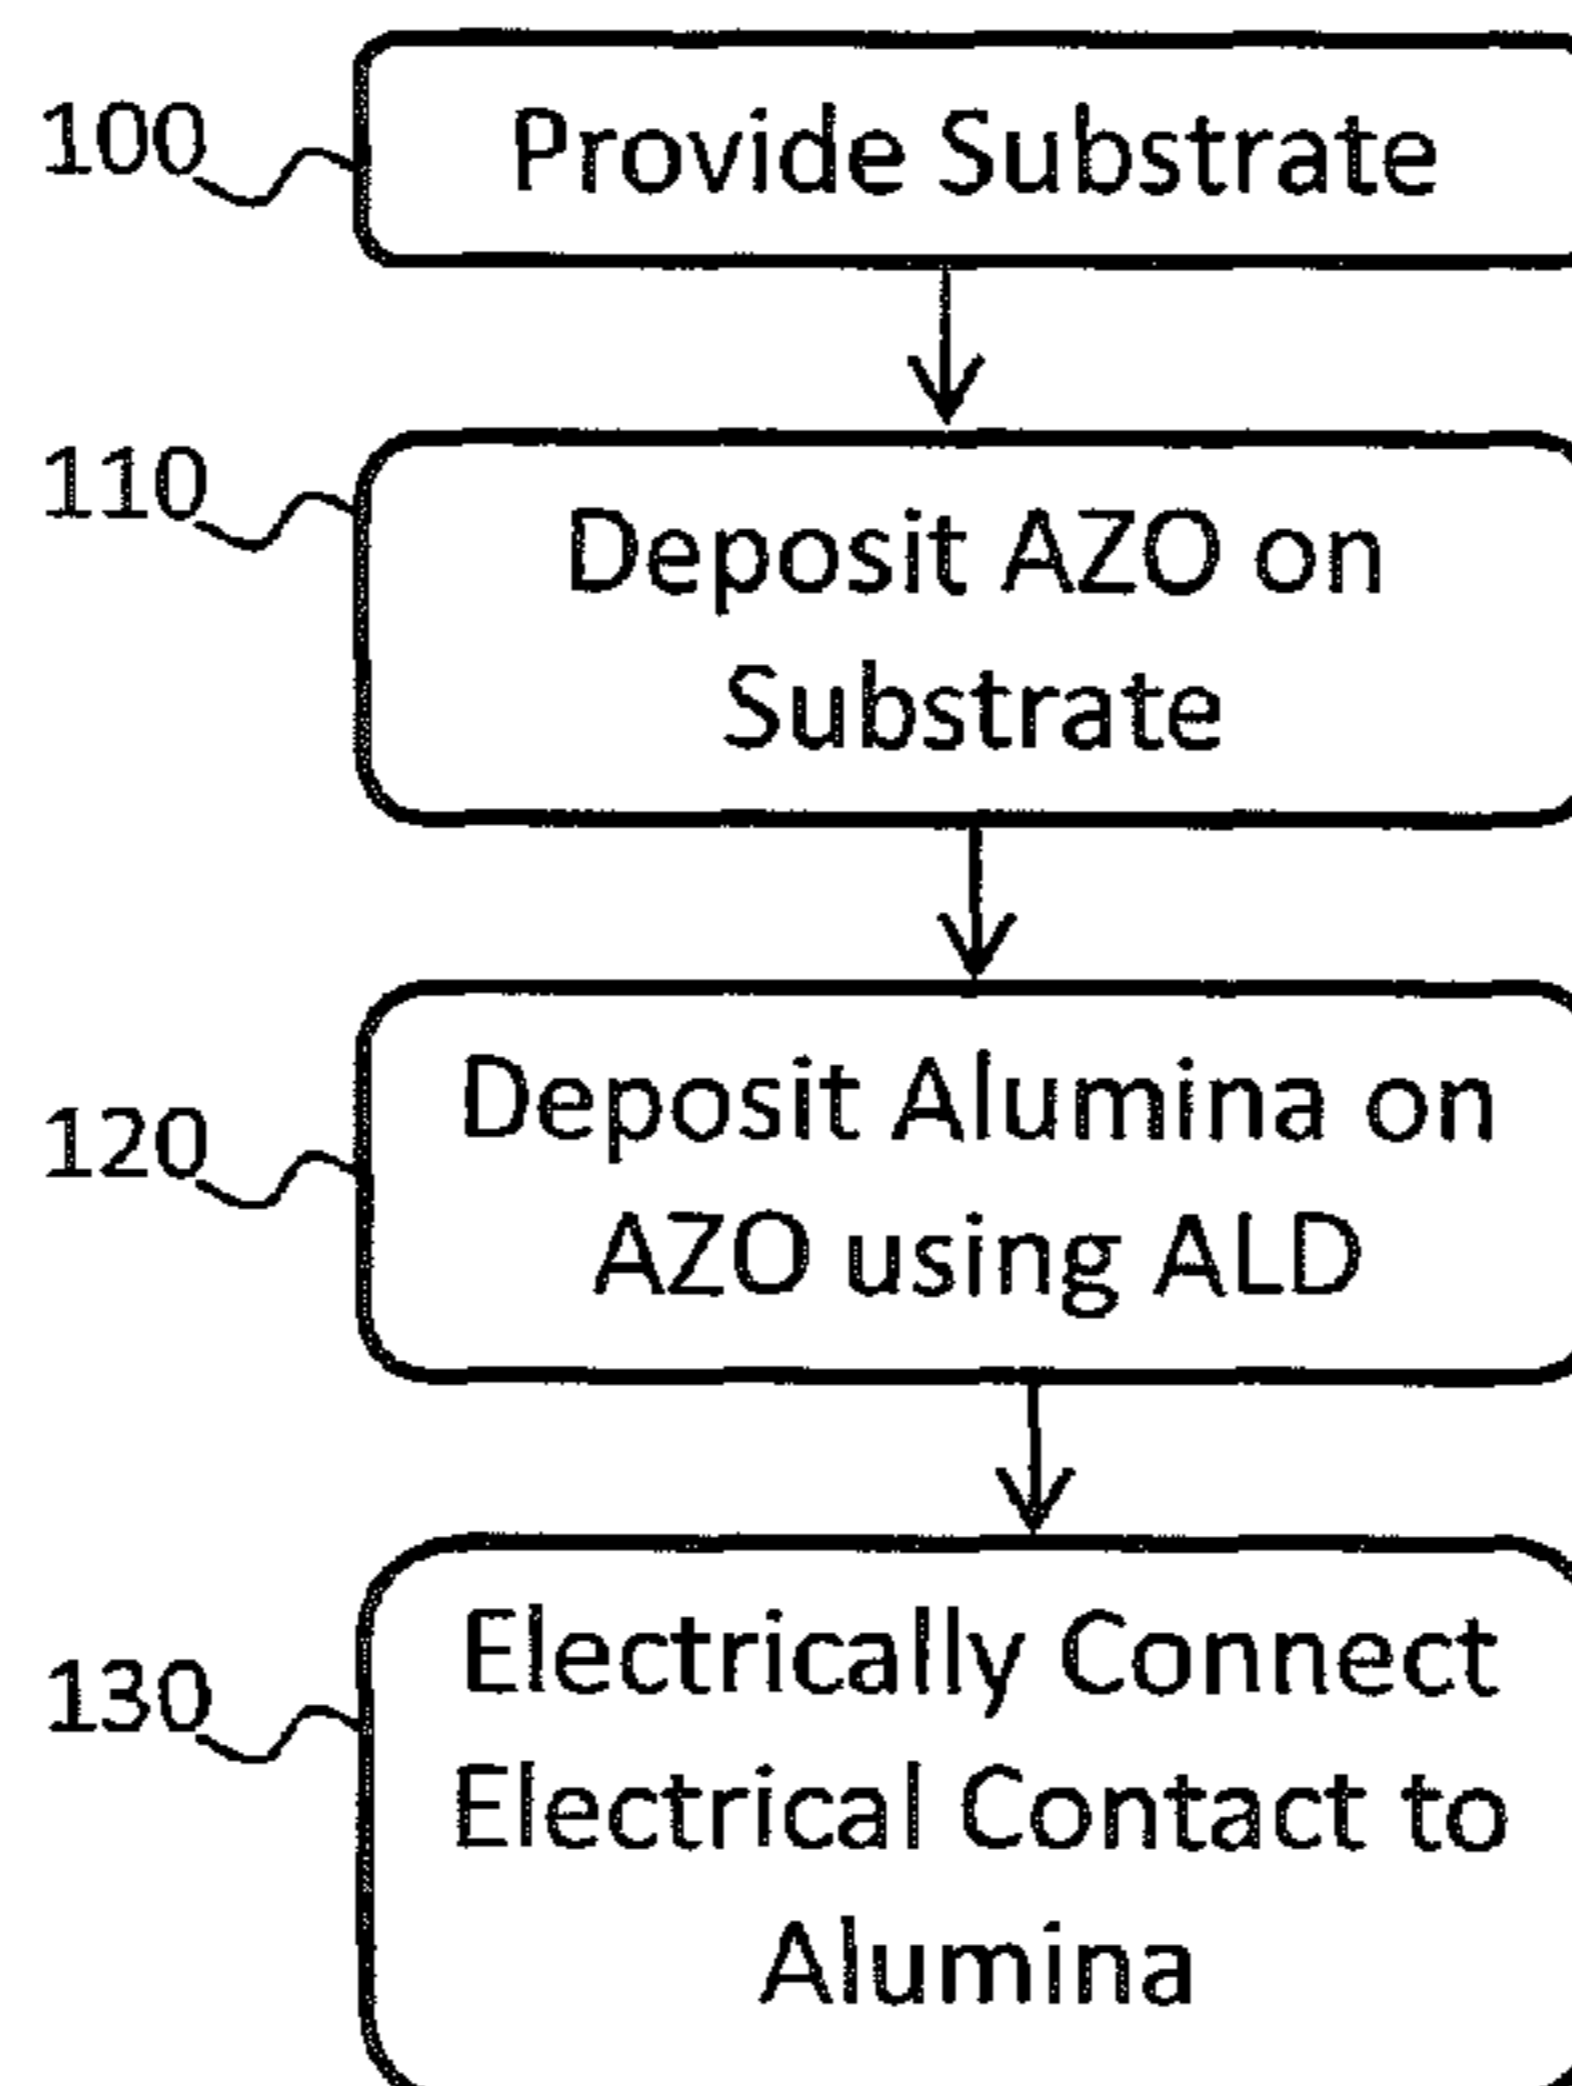 100
Provide Substrate
110
Deposit AZO on
Substrate
120
Deposit Alumina on
AZO using ALD
130
Electrically Connect
Electrical Contact to
Alumina